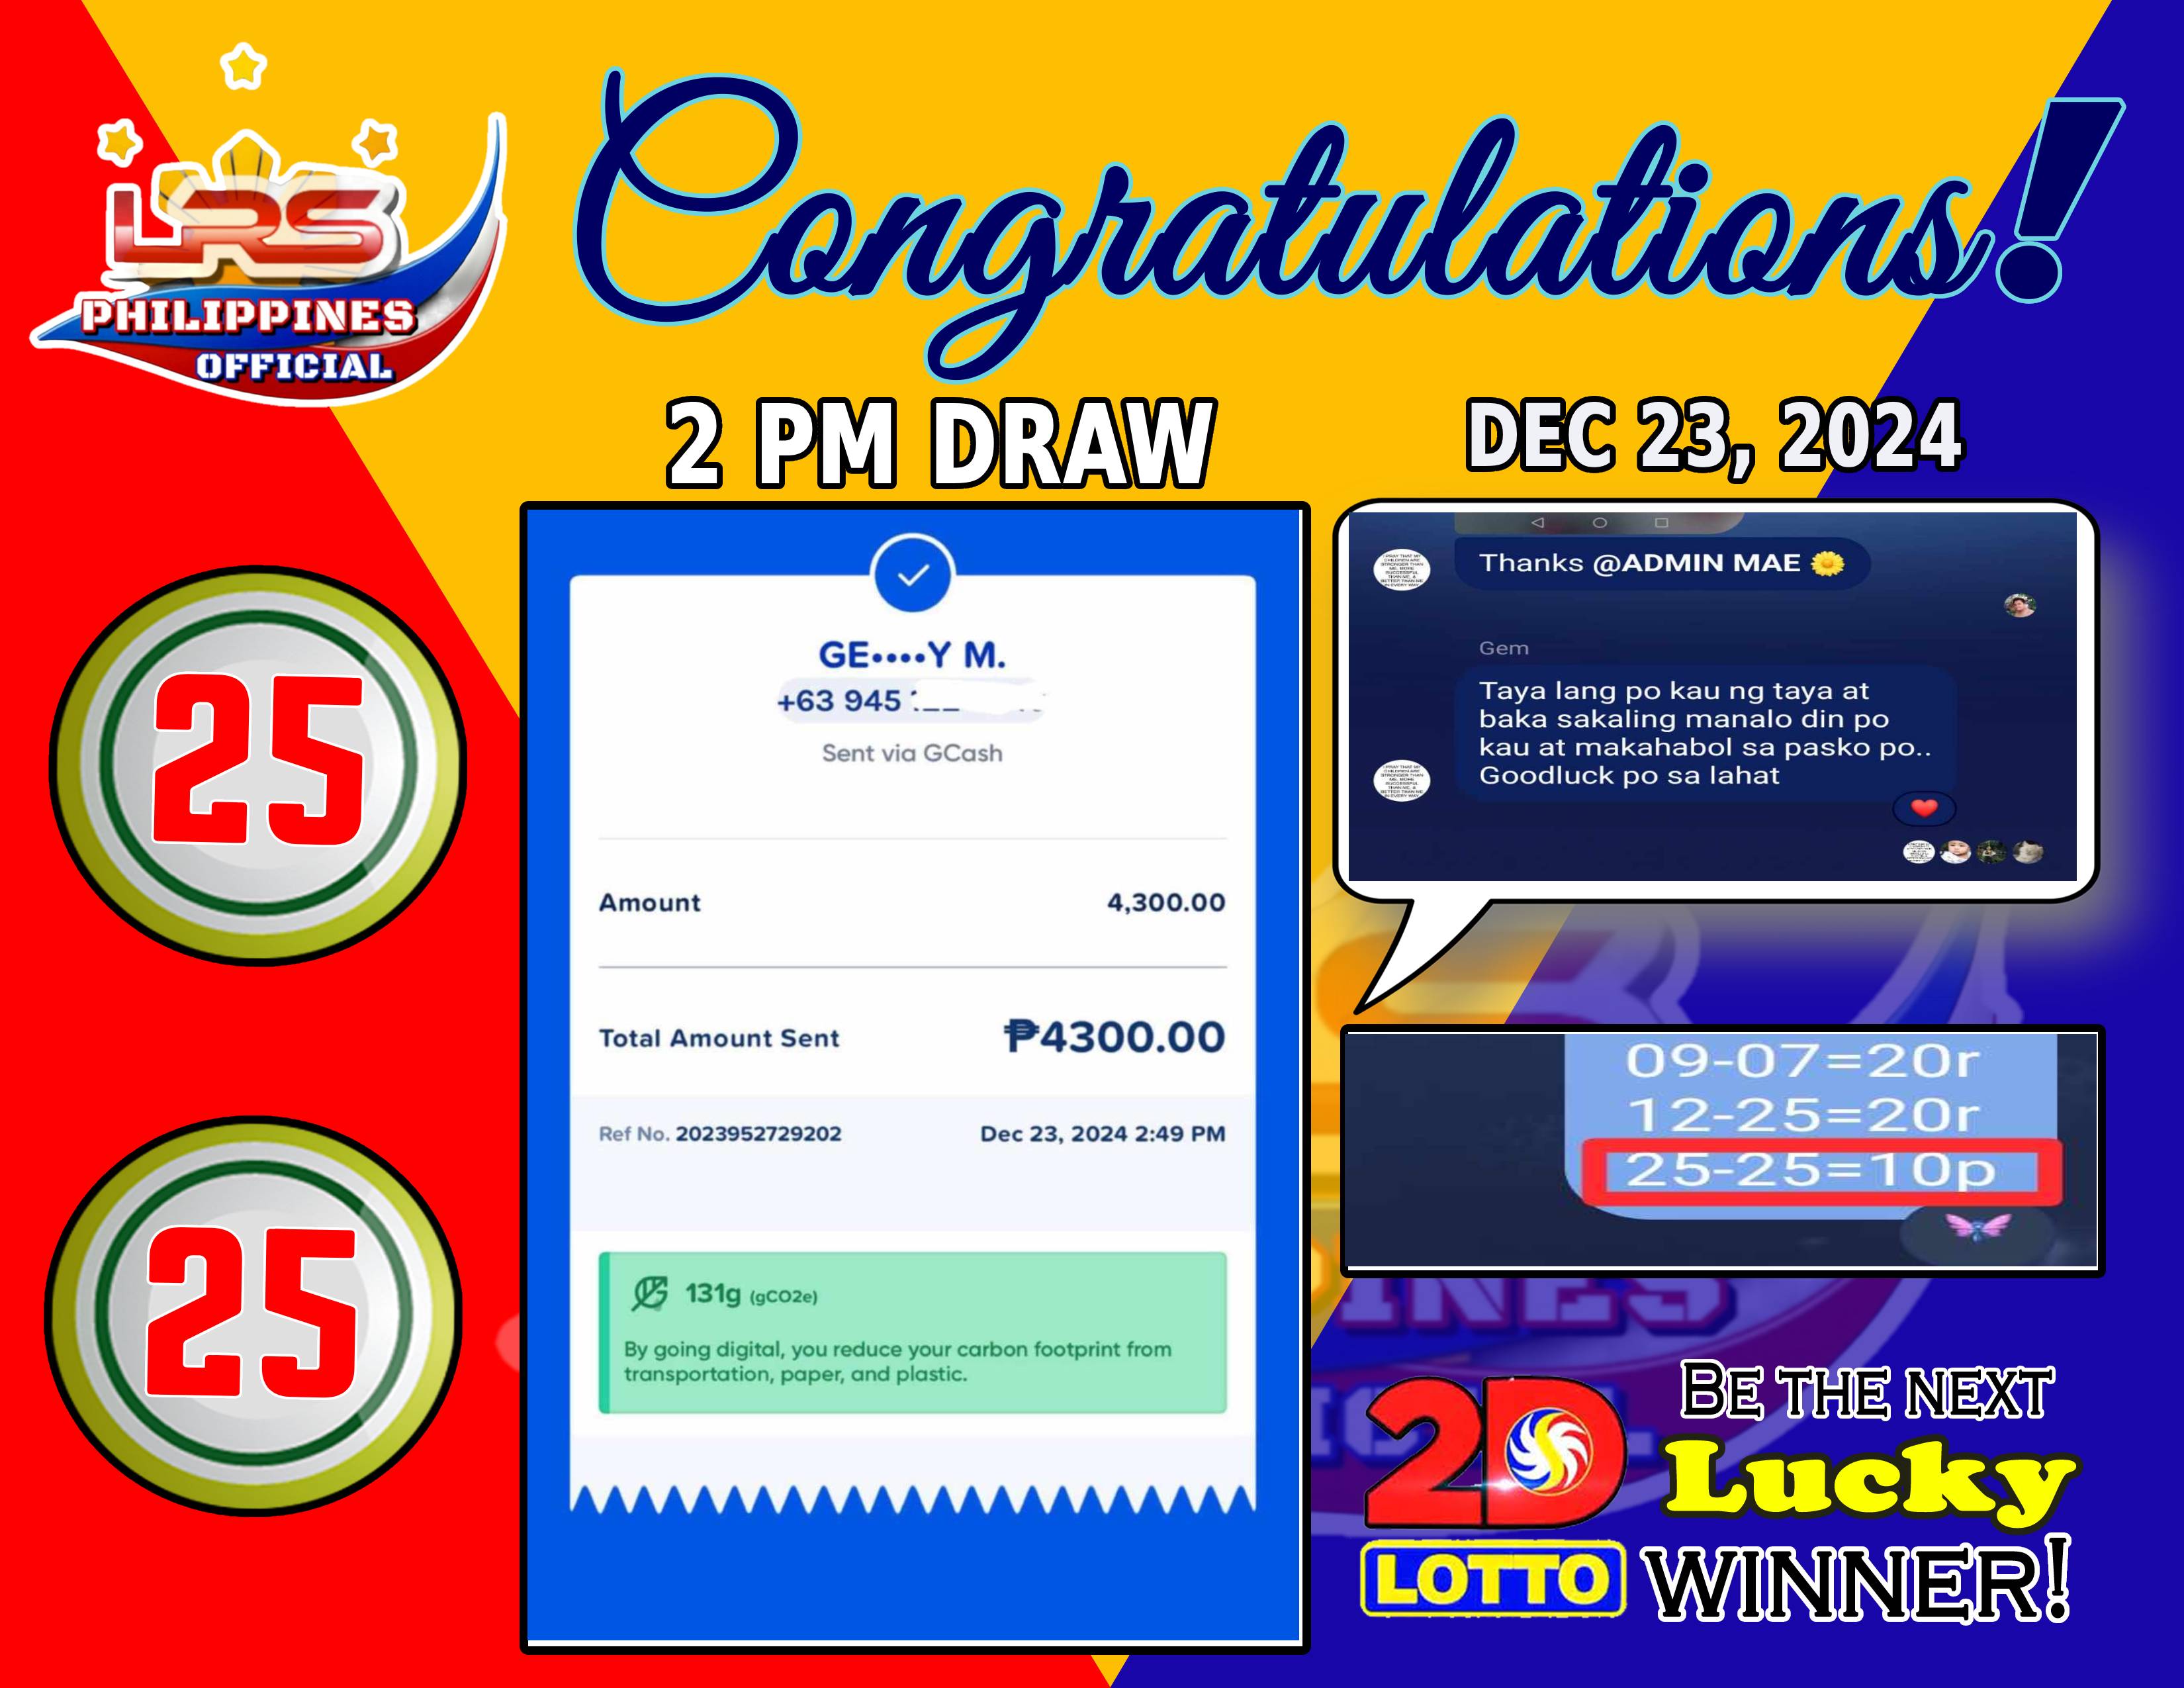 LRS
PHILIPPINES
OFFICIAL
Congratulations!
2 PM DRAW
DEC 23, 2024
25
25
GE••••Y M.
+63 945
Sent via GCash
Amount 4,300.00
Total Amount Sent ₱4300.00
Ref No. 2023952729202 Dec 23, 2024 2:49 PM
131g (gCO2e)
By going digital, you reduce your carbon footprint from
transportation, paper, and plastic.
Thanks @ADMIN MAE 🌼
Gem
Taya lang po kau ng taya at
baka sakaling manalo din po
kau at makahabol sa pasko po..
Goodluck po sa lahat
09-07=20r
12-25=20r
25-25=10p
2D
LOTTO
BE THE NEXT
Lucky
WINNER!